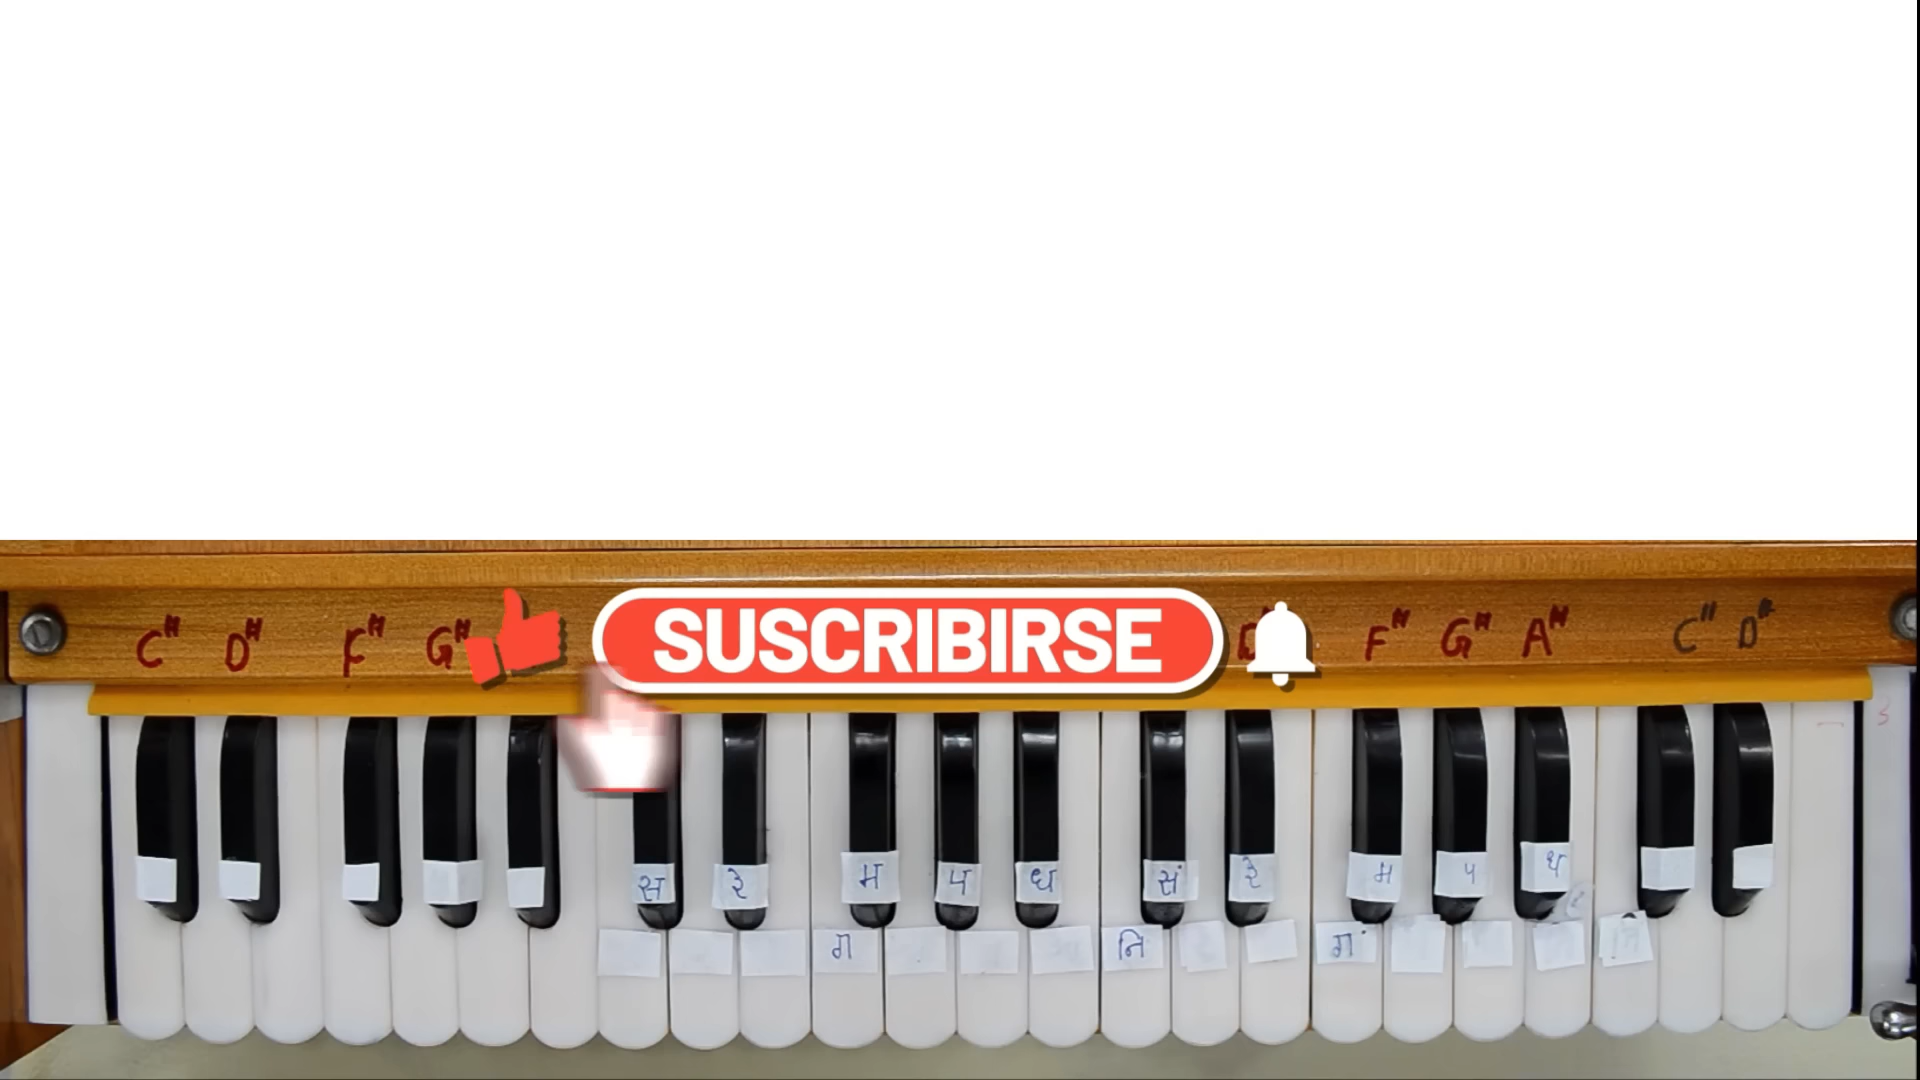 C# D# F# G# SUSCRIBIRSE F# G# A# C# D#
स रे म प ध सं रे म प ध
ग नि गं